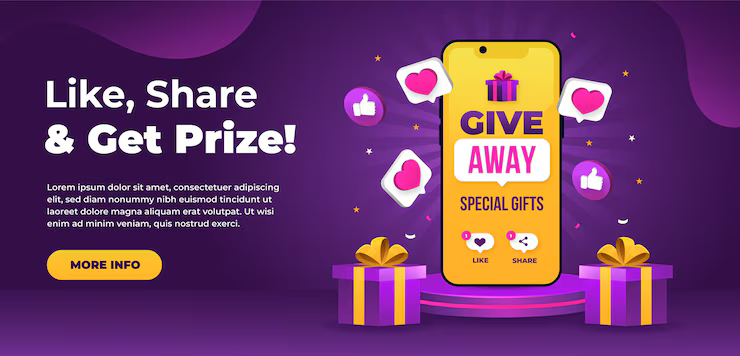 Like, Share
& Get Prize!
Lorem ipsum dolor sit amet, consectetuer adipiscing
elit, sed diam nonummy nibh euismod tincidunt ut
laoreet dolore magna aliquam erat volutpat. Ut wisi
enim ad minim veniam, quis nostrud exerci.
MORE INFO
GIVE
AWAY
SPECIAL GIFTS
1 1
LIKE SHARE